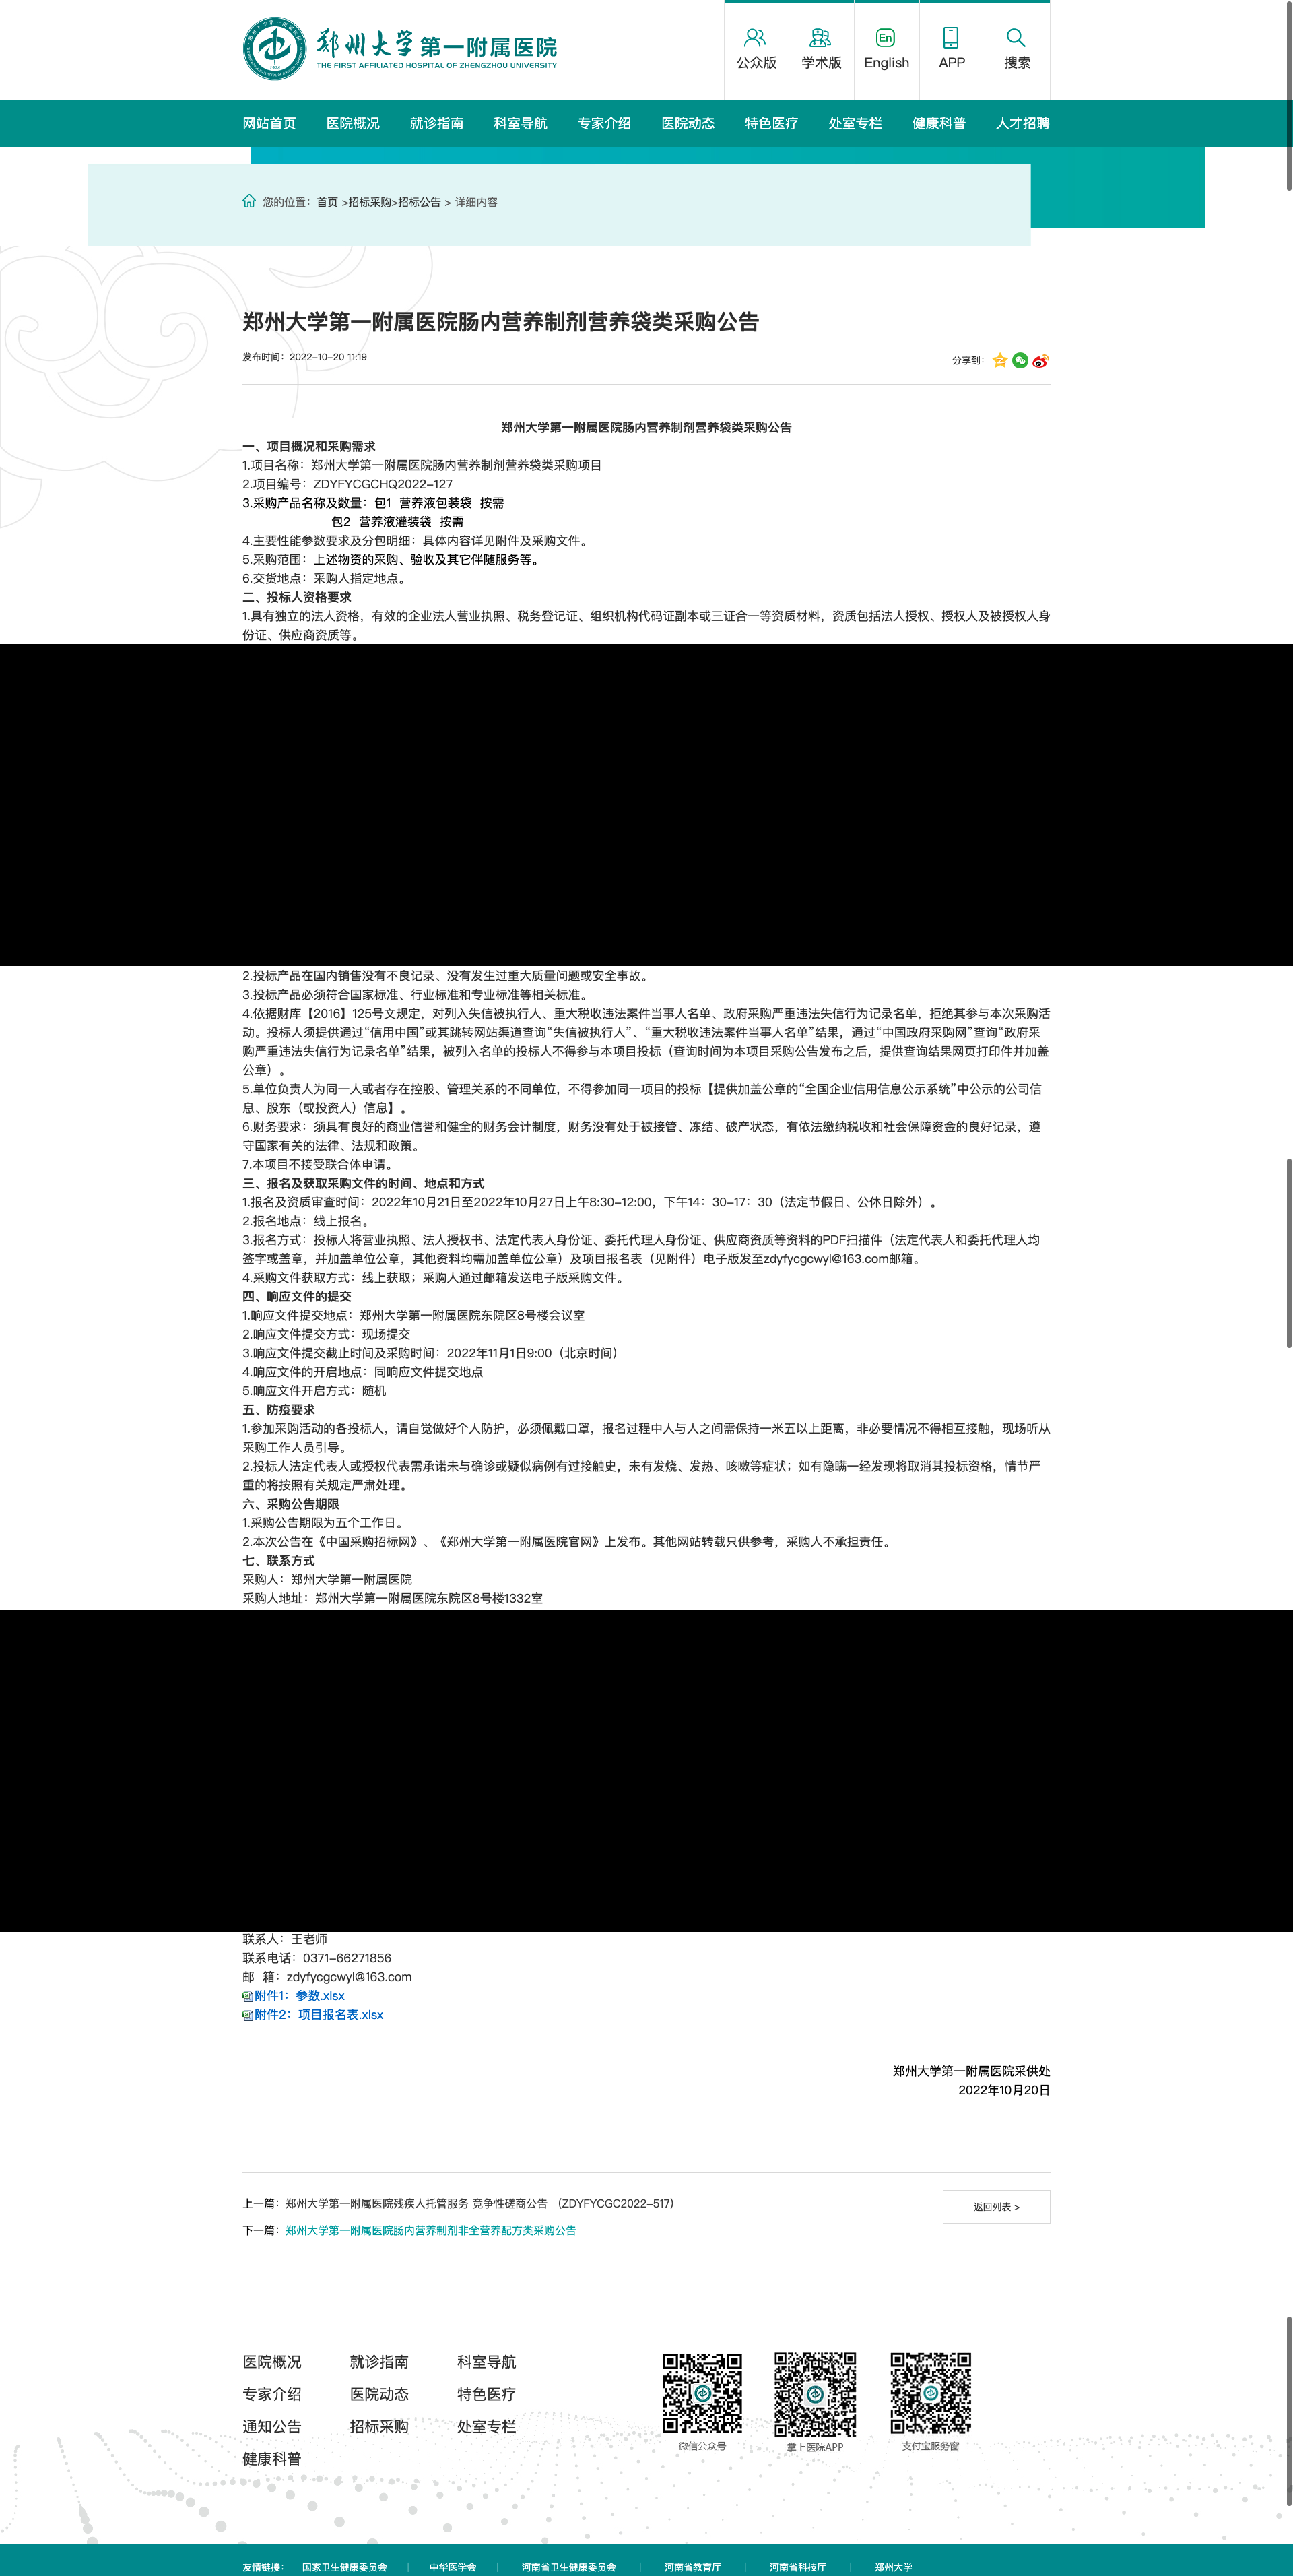 郑州大学第一附属医院
THE FIRST AFFILIATED HOSPITAL OF ZHENGZHOU UNIVERSITY
公众版 学术版 En English APP 搜索
网站首页 医院概况 就诊指南 科室导航 专家介绍 医院动态 特色医疗 处室专栏 健康科普 人才招聘
您的位置：首页 >招标采购>招标公告 > 详细内容
郑州大学第一附属医院肠内营养制剂营养袋类采购公告
发布时间：2022-10-20 11:19
分享到：
郑州大学第一附属医院肠内营养制剂营养袋类采购公告
一、项目概况和采购需求
1.项目名称：郑州大学第一附属医院肠内营养制剂营养袋类采购项目
2.项目编号：ZDYFYCGCHQ2022-127
3.采购产品名称及数量：包1 营养液包装袋 按需
包2 营养液灌装袋 按需
4.主要性能参数要求及分包明细：具体内容详见附件及采购文件。
5.采购范围：上述物资的采购、验收及其它伴随服务等。
6.交货地点：采购人指定地点。
二、投标人资格要求
1.具有独立的法人资格，有效的企业法人营业执照、税务登记证、组织机构代码证副本或三证合一等资质材料，资质包括法人授权、授权人及被授权人身
份证、供应商资质等。
2.投标产品在国内销售没有不良记录、没有发生过重大质量问题或安全事故。
3.投标产品必须符合国家标准、行业标准和专业标准等相关标准。
4.依据财库【2016】125号文规定，对列入失信被执行人、重大税收违法案件当事人名单、政府采购严重违法失信行为记录名单，拒绝其参与本次采购活
动。投标人须提供通过“信用中国”或其跳转网站渠道查询“失信被执行人”、“重大税收违法案件当事人名单”结果，通过“中国政府采购网”查询“政府采
购严重违法失信行为记录名单”结果，被列入名单的投标人不得参与本项目投标（查询时间为本项目采购公告发布之后，提供查询结果网页打印件并加盖
公章）。
5.单位负责人为同一人或者存在控股、管理关系的不同单位，不得参加同一项目的投标【提供加盖公章的“全国企业信用信息公示系统”中公示的公司信
息、股东（或投资人）信息】。
6.财务要求：须具有良好的商业信誉和健全的财务会计制度，财务没有处于被接管、冻结、破产状态，有依法缴纳税收和社会保障资金的良好记录，遵
守国家有关的法律、法规和政策。
7.本项目不接受联合体申请。
三、报名及获取采购文件的时间、地点和方式
1.报名及资质审查时间：2022年10月21日至2022年10月27日上午8:30-12:00，下午14：30-17：30（法定节假日、公休日除外）。
2.报名地点：线上报名。
3.报名方式：投标人将营业执照、法人授权书、法定代表人身份证、委托代理人身份证、供应商资质等资料的PDF扫描件（法定代表人和委托代理人均
签字或盖章，并加盖单位公章，其他资料均需加盖单位公章）及项目报名表（见附件）电子版发至zdyfycgcwyl@163.com邮箱。
4.采购文件获取方式：线上获取；采购人通过邮箱发送电子版采购文件。
四、响应文件的提交
1.响应文件提交地点：郑州大学第一附属医院东院区8号楼会议室
2.响应文件提交方式：现场提交
3.响应文件提交截止时间及采购时间：2022年11月1日9:00（北京时间）
4.响应文件的开启地点：同响应文件提交地点
5.响应文件开启方式：随机
五、防疫要求
1.参加采购活动的各投标人，请自觉做好个人防护，必须佩戴口罩，报名过程中人与人之间需保持一米五以上距离，非必要情况不得相互接触，现场听从
采购工作人员引导。
2.投标人法定代表人或授权代表需承诺未与确诊或疑似病例有过接触史，未有发烧、发热、咳嗽等症状；如有隐瞒一经发现将取消其投标资格，情节严
重的将按照有关规定严肃处理。
六、采购公告期限
1.采购公告期限为五个工作日。
2.本次公告在《中国采购招标网》、《郑州大学第一附属医院官网》上发布。其他网站转载只供参考，采购人不承担责任。
七、联系方式
采购人：郑州大学第一附属医院
采购人地址：郑州大学第一附属医院东院区8号楼1332室
联系人：王老师
联系电话：0371-66271856
邮 箱：zdyfycgcwyl@163.com
附件1：参数.xlsx
附件2：项目报名表.xlsx
郑州大学第一附属医院采供处
2022年10月20日
上一篇：郑州大学第一附属医院残疾人托管服务 竞争性磋商公告 （ZDYFYCGC2022-517）
返回列表 >
下一篇：郑州大学第一附属医院肠内营养制剂非全营养配方类采购公告
医院概况 就诊指南 科室导航
专家介绍 医院动态 特色医疗
通知公告 招标采购 处室专栏
健康科普
微信公众号 掌上医院APP 支付宝服务窗
友情链接： 国家卫生健康委员会 | 中华医学会 | 河南省卫生健康委员会 | 河南省教育厅 | 河南省科技厅 | 郑州大学